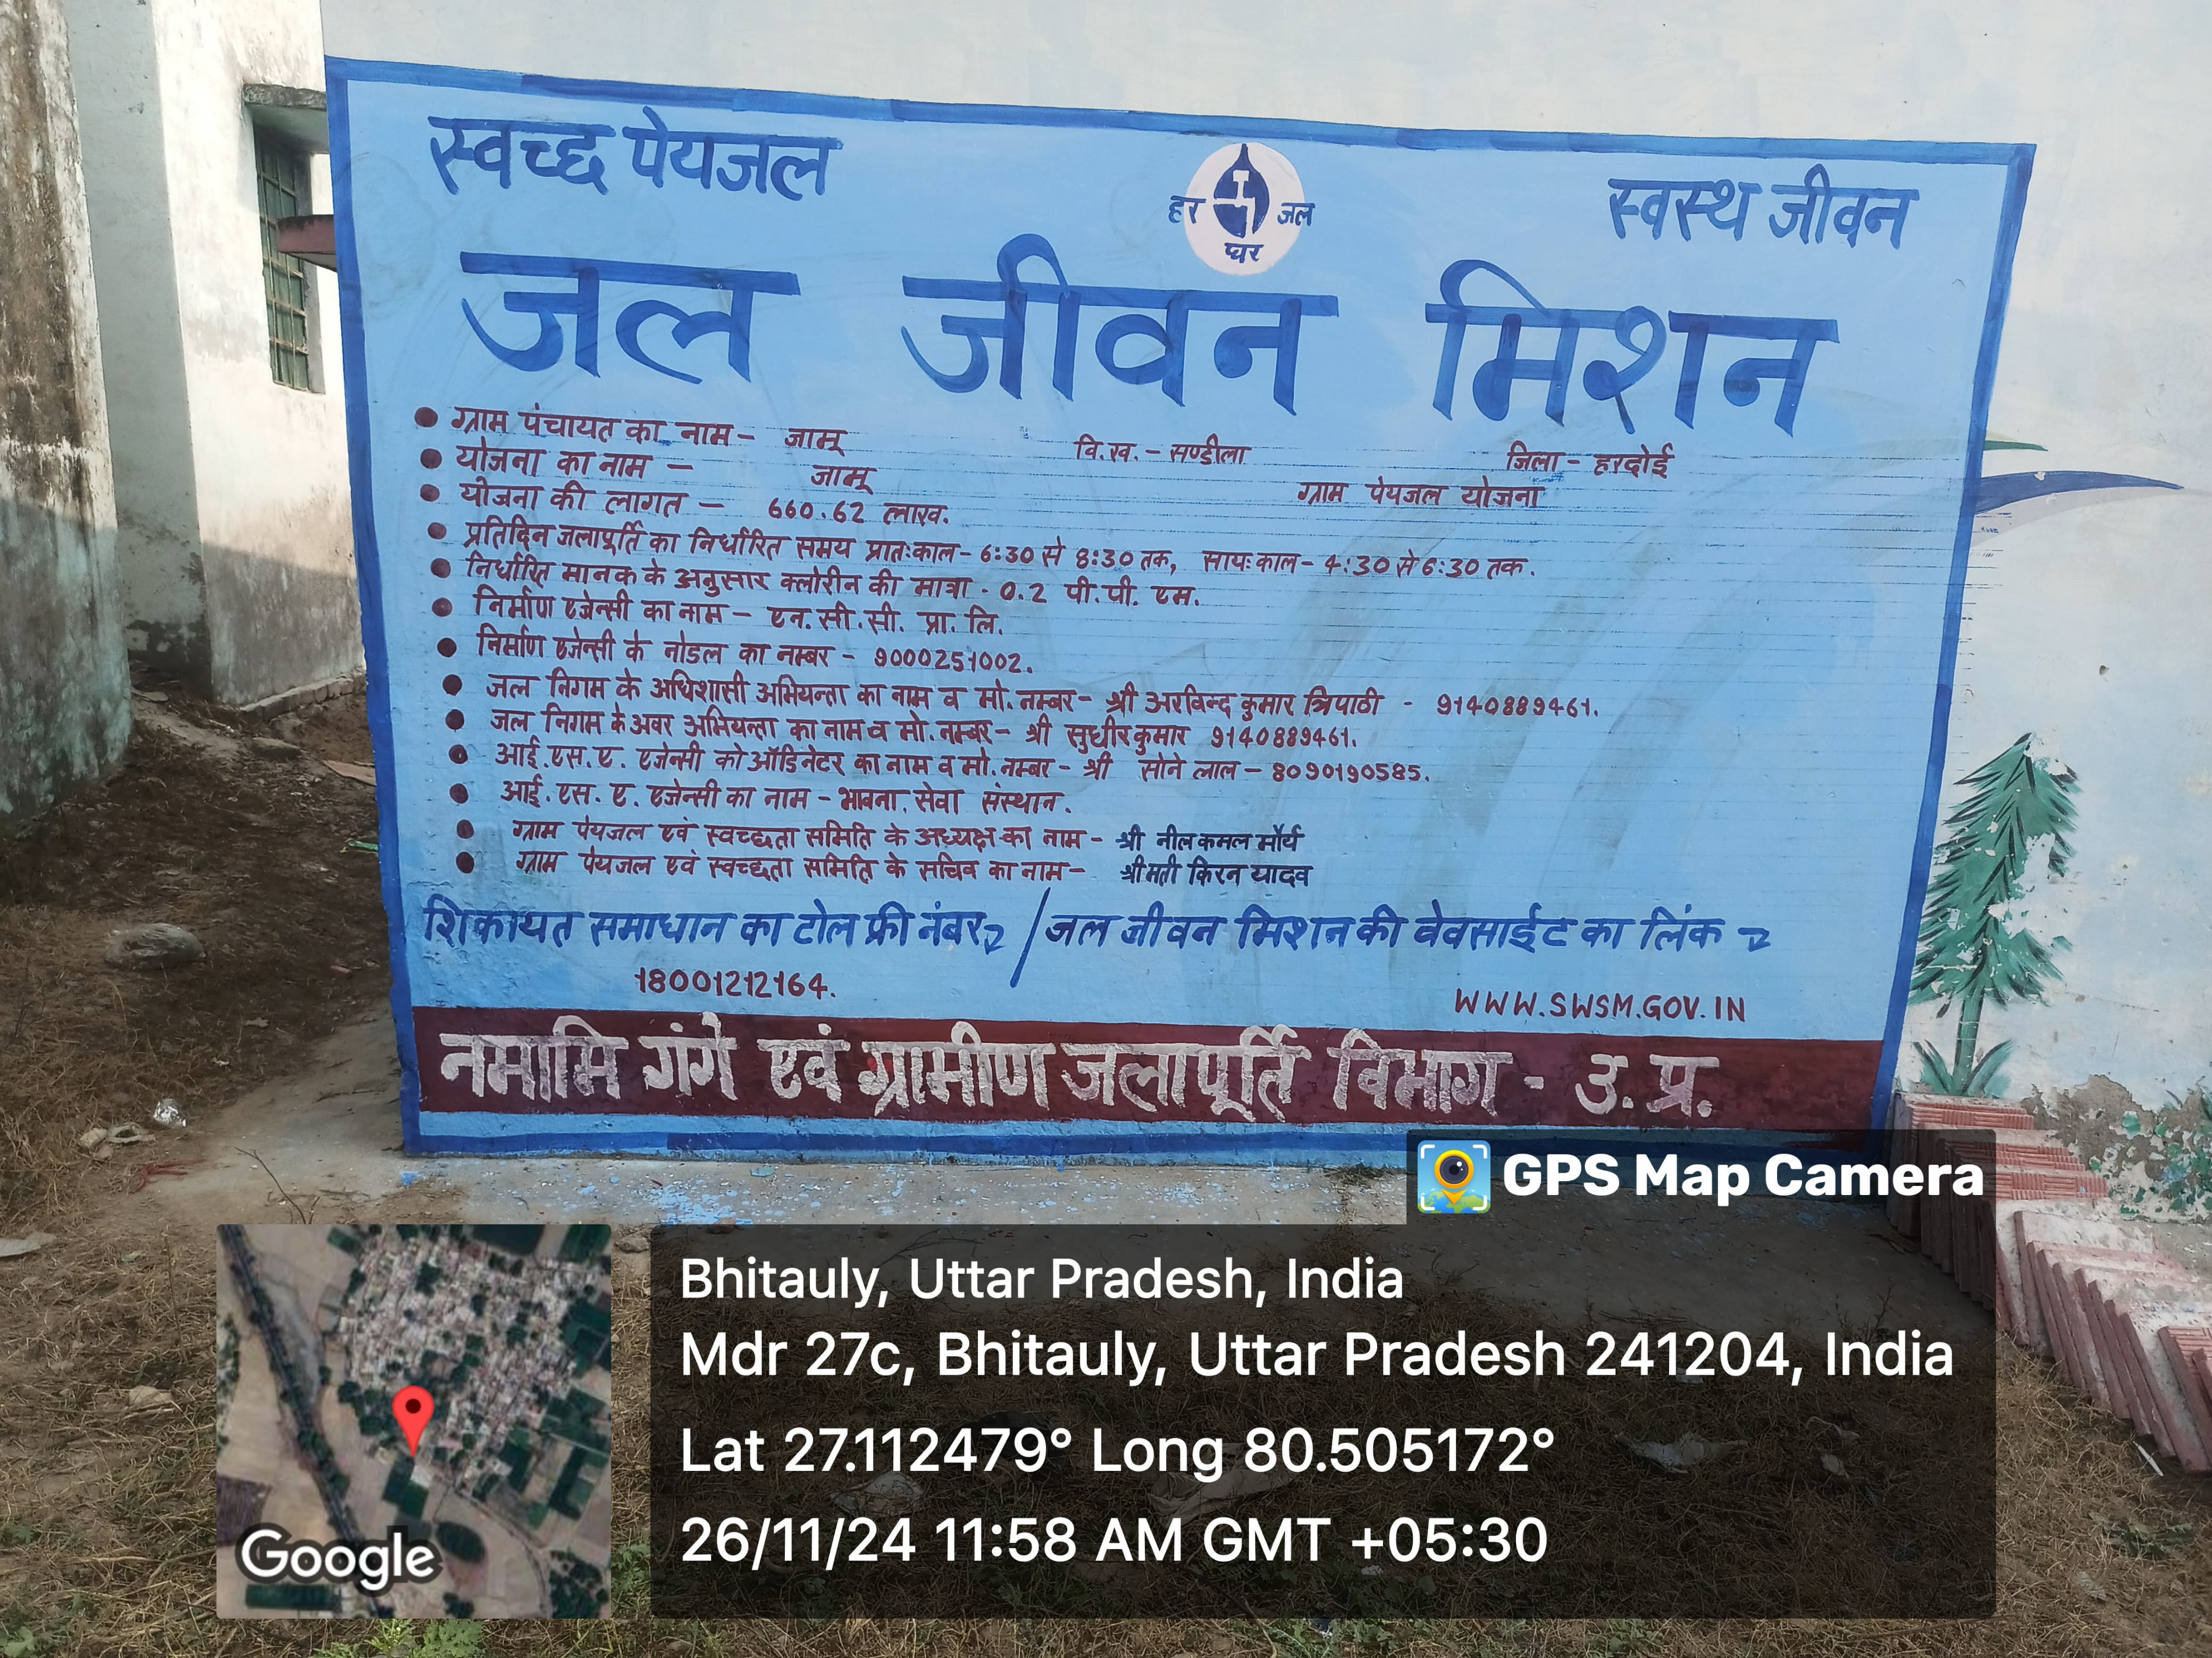 स्वच्छ पेयजल
हर घर जल
स्वस्थ जीवन
जल जीवन मिशन
ग्राम पंचायत का नाम - जामू वि.ख. - सण्डीला जिला - हरदोई
योजना का नाम - जामू ग्राम पेयजल योजना
योजना की लागत - 660.62 लाख.
प्रतिदिन जलापूर्ति का निर्धारित समय प्रातःकाल - 6:30 से 8:30 तक, सायःकाल - 4:30 से 6:30 तक.
निर्धारित मानक के अनुसार क्लोरीन की मात्रा - 0.2 पी.पी. एम.
निर्माण एजेन्सी का नाम - एन.सी.सी. प्रा. लि.
निर्माण एजेन्सी के नोडल का नम्बर - 9000251002.
जल निगम के अधिशासी अभियन्ता का नाम व मो. नम्बर - श्री अरविन्द कुमार त्रिपाठी - 9140889461.
जल निगम के अवर अभियन्ता का नाम व मो. नम्बर - श्री सुधीर कुमार 9140889461.
आई.एस.ए. एजेन्सी कोऑडिनेटर का नाम व मो. नम्बर - श्री सोने लाल - 8090190585.
आई.एस.ए. एजेन्सी का नाम - भावना सेवा संस्थान.
ग्राम पेयजल एवं स्वच्छता समिति के अध्यक्ष का नाम - श्री नील कमल मौर्य
ग्राम पेयजल एवं स्वच्छता समिति के सचिव का नाम - श्रीमती किरन यादव
शिकायत समाधान का टोल फ्री नंबर / जल जीवन मिशन की वेवसाईट का लिंक
18001212164. WWW.SWSM.GOV.IN
नमामि गंगे एवं ग्रामीण जलापूर्ति विभाग - उ. प्र.
GPS Map Camera
Bhitauly, Uttar Pradesh, India
Mdr 27c, Bhitauly, Uttar Pradesh 241204, India
Lat 27.112479° Long 80.505172°
26/11/24 11:58 AM GMT +05:30
Google